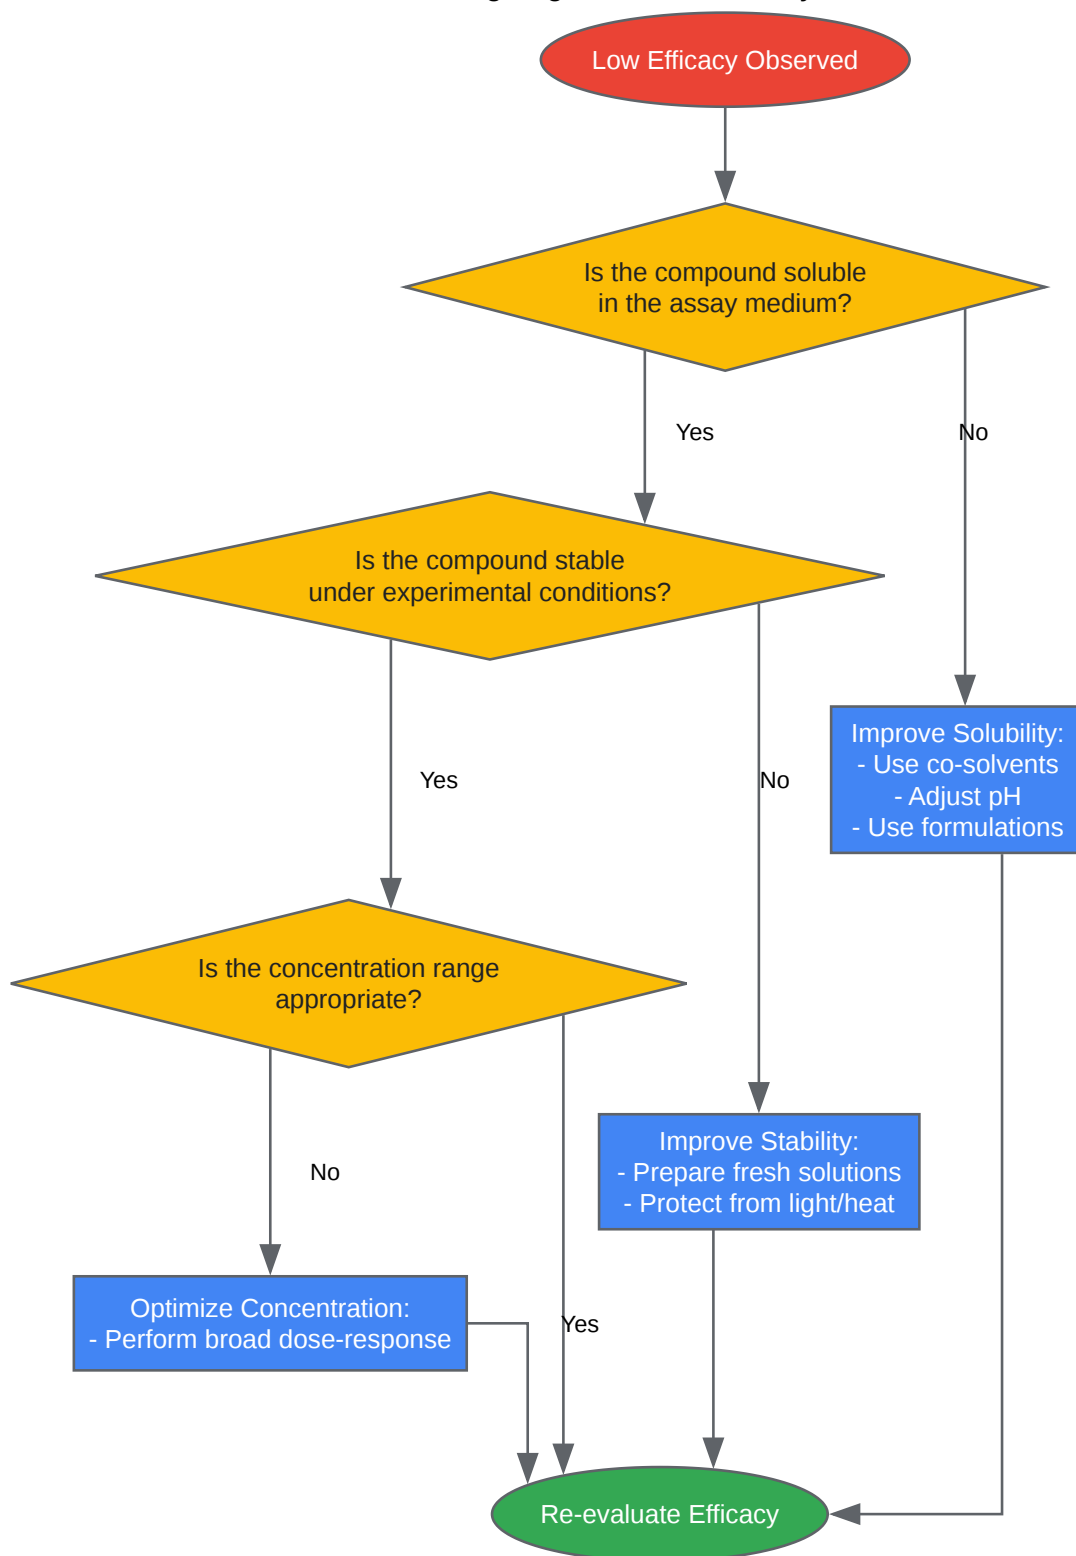 Low Efficacy Observed
Is the compound soluble
in the assay medium?
Yes
No
Is the compound stable
under experimental conditions?
Improve Solubility:
- Use co-solvents
- Adjust pH
- Use formulations
Yes
No
Is the concentration range
appropriate?
Improve Stability:
- Prepare fresh solutions
- Protect from light/heat
No
Optimize Concentration:
- Perform broad dose-response
Yes
Re-evaluate Efficacy